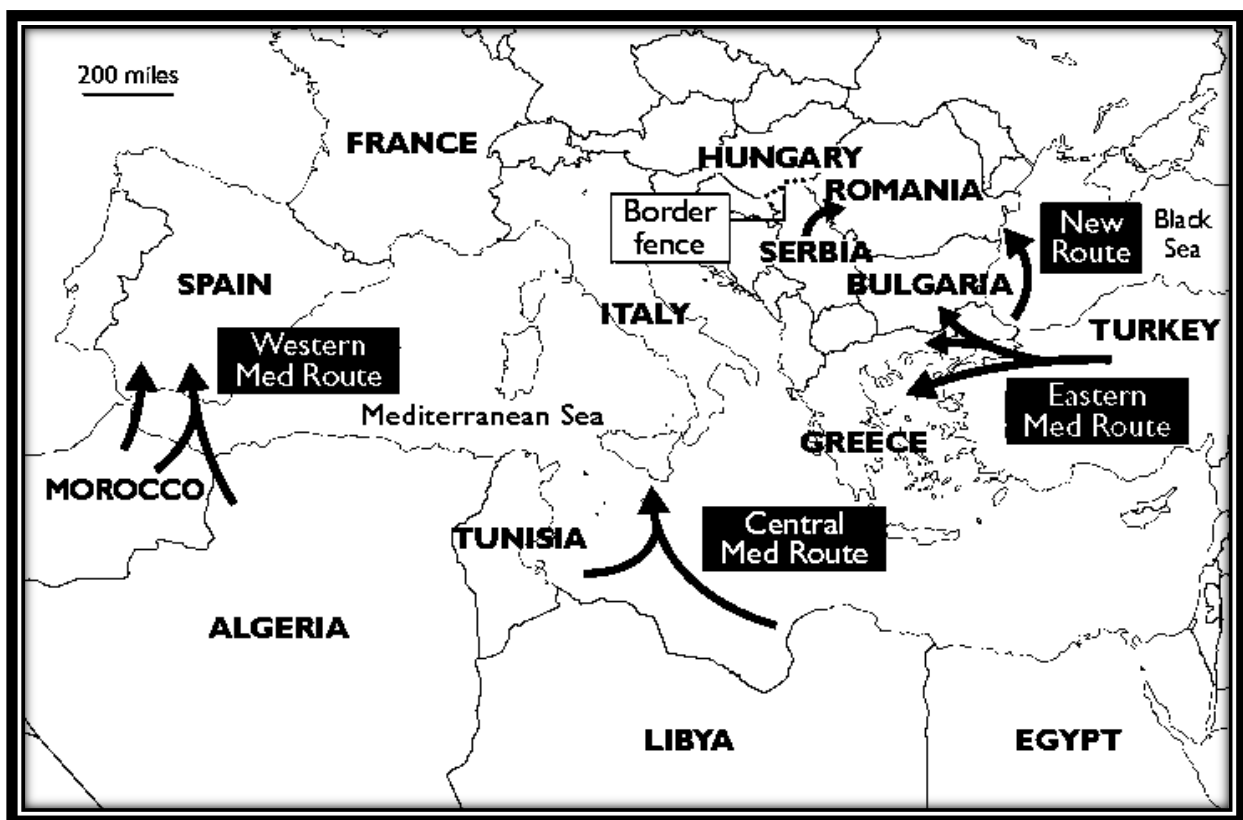 200 miles
FRANCE
HUNGARY
ROMANIA
Border
fence
SERBIA
New
Route
Black
Sea
SPAIN
BULGARIA
ITALY
TURKEY
Western
Med Route
Mediterranean Sea
Eastern
Med Route
GREECE
MOROCCO
TUNISIA
Central
Med Route
ALGERIA
LIBYA
EGYPT